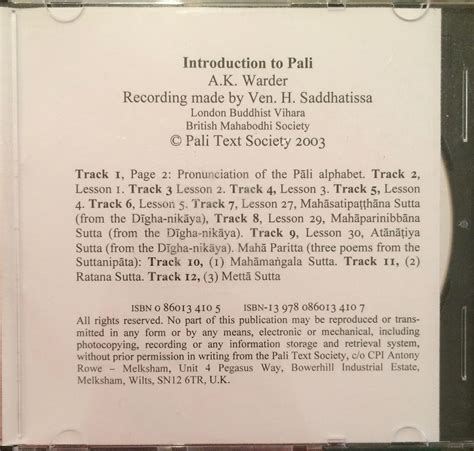 Introduction to Pali
A.K. Warder
Recording made by Ven. H. Saddhatissa
London Buddhist Vihara
British Mahabodhi Society
© Pali Text Society 2003
Track 1, Page 2: Pronunciation of the Pāli alphabet. Track 2,
Lesson 1. Track 3 Lesson 2. Track 4, Lesson 3. Track 5, Lesson
4. Track 6, Lesson 5. Track 7, Lesson 27, Mahāsatipaṭṭhāna Sutta
(from the Dīgha-nikāya), Track 8, Lesson 29, Mahāparinibbāna
Sutta (from the Dīgha-nikāya). Track 9, Lesson 30, Atānāṭiya
Sutta (from the Dīgha-nikāya). Mahā Paritta (three poems from the
Suttanipāta): Track 10, (1) Mahāmaṅgala Sutta. Track 11, (2)
Ratana Sutta. Track 12, (3) Mettā Sutta
ISBN 0 86013 410 5 ISBN-13 978 086013 410 7
All rights reserved. No part of this publication may be reproduced or trans-
mitted in any form or by any means, electronic or mechanical, including
photocopying, recording or any information storage and retrieval system,
without prior permission in writing from the Pali Text Society, c/o CPI Antony
Rowe – Melksham, Unit 4 Pegasus Way, Bowerhill Industrial Estate,
Melksham, Wilts, SN12 6TR, U.K.